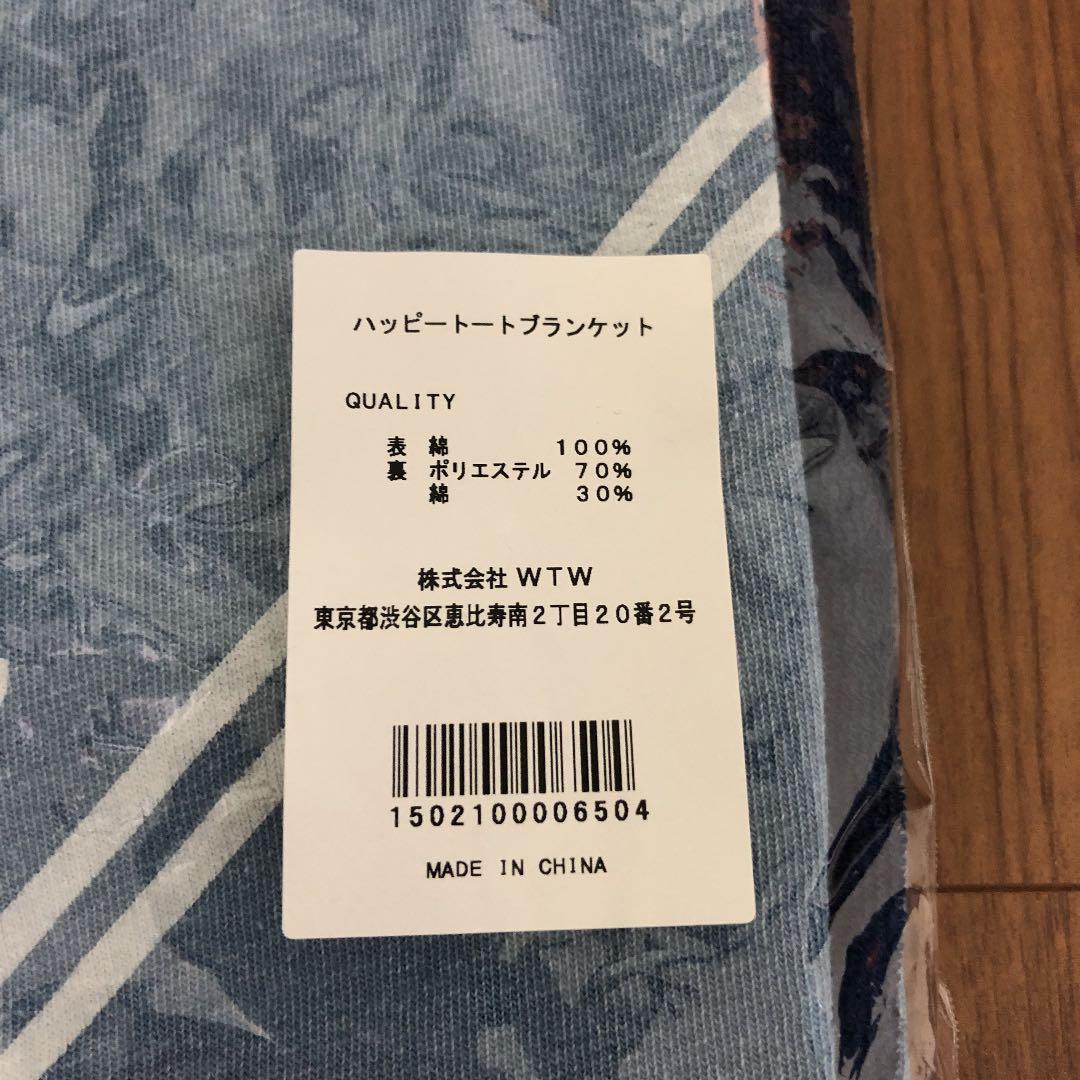 ハッピートートブランケット
QUALITY
表 綿 100%
裏 ポリエステル 70%
綿 30%
株式会社WTW
東京都渋谷区恵比寿南2丁目20番2号
1502100006504
MADE IN CHINA